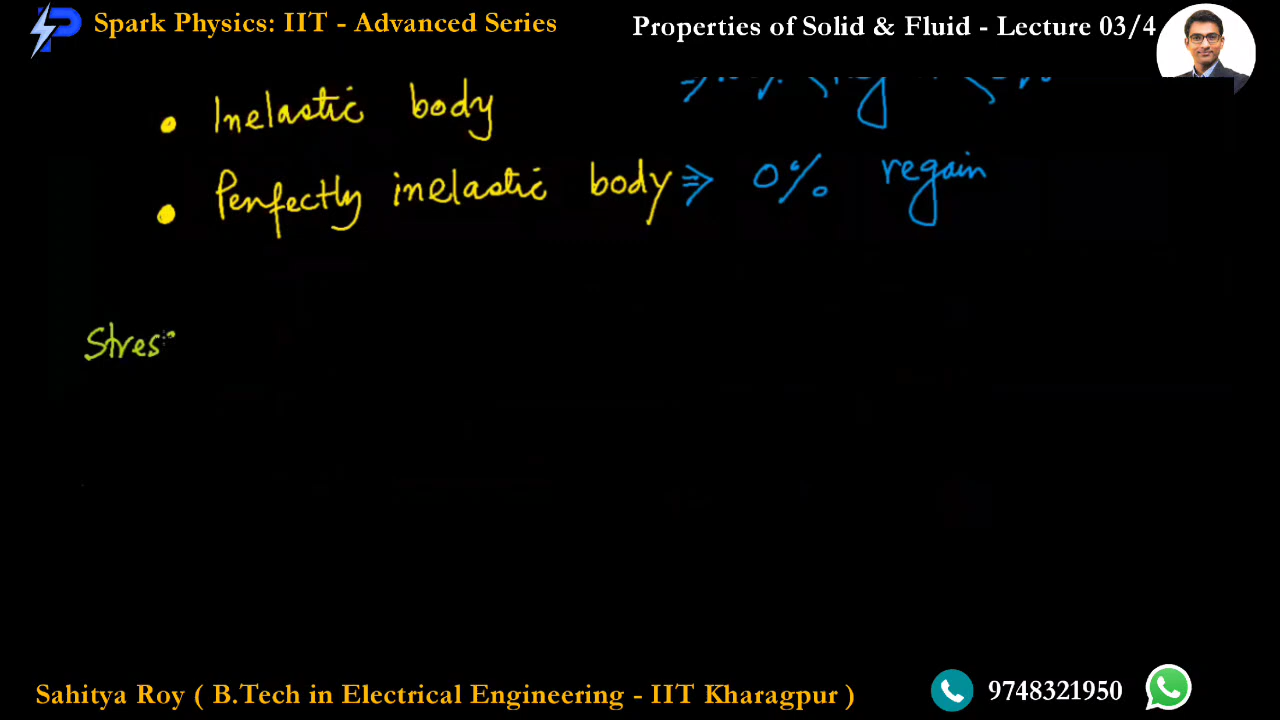 Spark Physics: IIT - Advanced Series
Properties of Solid & Fluid - Lecture 03/4
• Inelastic body
• Perfectly inelastic body ⇒ 0% regain
Stres
Sahitya Roy ( B.Tech in Electrical Engineering - IIT Kharagpur )
9748321950